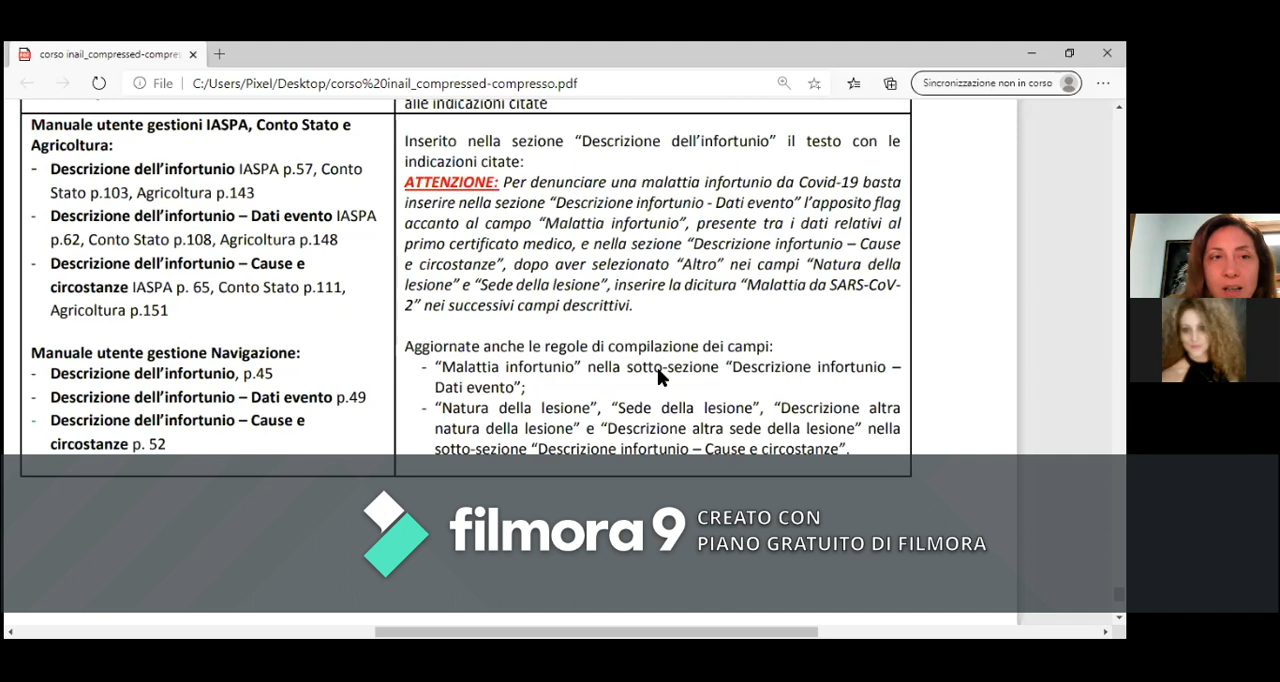 corso inail_compressed-compre
File
C:/Users/Pixel/Desktop/corso%20inail_compressed-compresso.pdf
Sincronizzazione non in corso
Manuale utente gestioni IASPA, Conto Stato e
Agricoltura:
- Descrizione dell'infortunio IASPA p.57, Conto
Stato p.103, Agricoltura p.143
- Descrizione dell'infortunio – Dati evento IASPA
p.62, Conto Stato p.108, Agricoltura p.148
- Descrizione dell'infortunio – Cause e
circostanze IASPA p. 65, Conto Stato p.111,
Agricoltura p.151
Manuale utente gestione Navigazione:
- Descrizione dell'infortunio, p.45
- Descrizione dell'infortunio – Dati evento p.49
- Descrizione dell'infortunio – Cause e
circostanze p. 52
alle indicazioni citate
Inserito nella sezione “Descrizione dell'infortunio” il testo con le
indicazioni citate:
ATTENZIONE: Per denunciare una malattia infortunio da Covid-19 basta
inserire nella sezione “Descrizione infortunio - Dati evento” l'apposito flag
accanto al campo “Malattia infortunio”, presente tra i dati relativi al
primo certificato medico, e nella sezione “Descrizione infortunio – Cause
e circostanze”, dopo aver selezionato “Altro” nei campi “Natura della
lesione” e “Sede della lesione”, inserire la dicitura “Malattia da SARS-CoV-
2” nei successivi campi descrittivi.
Aggiornate anche le regole di compilazione dei campi:
- “Malattia infortunio” nella sotto-sezione “Descrizione infortunio –
Dati evento”;
- “Natura della lesione”, “Sede della lesione”, “Descrizione altra
natura della lesione” e “Descrizione altra sede della lesione” nella
sotto-sezione “Descrizione infortunio – Cause e circostanze”.
filmora 9
CREATO CON
PIANO GRATUITO DI FILMORA